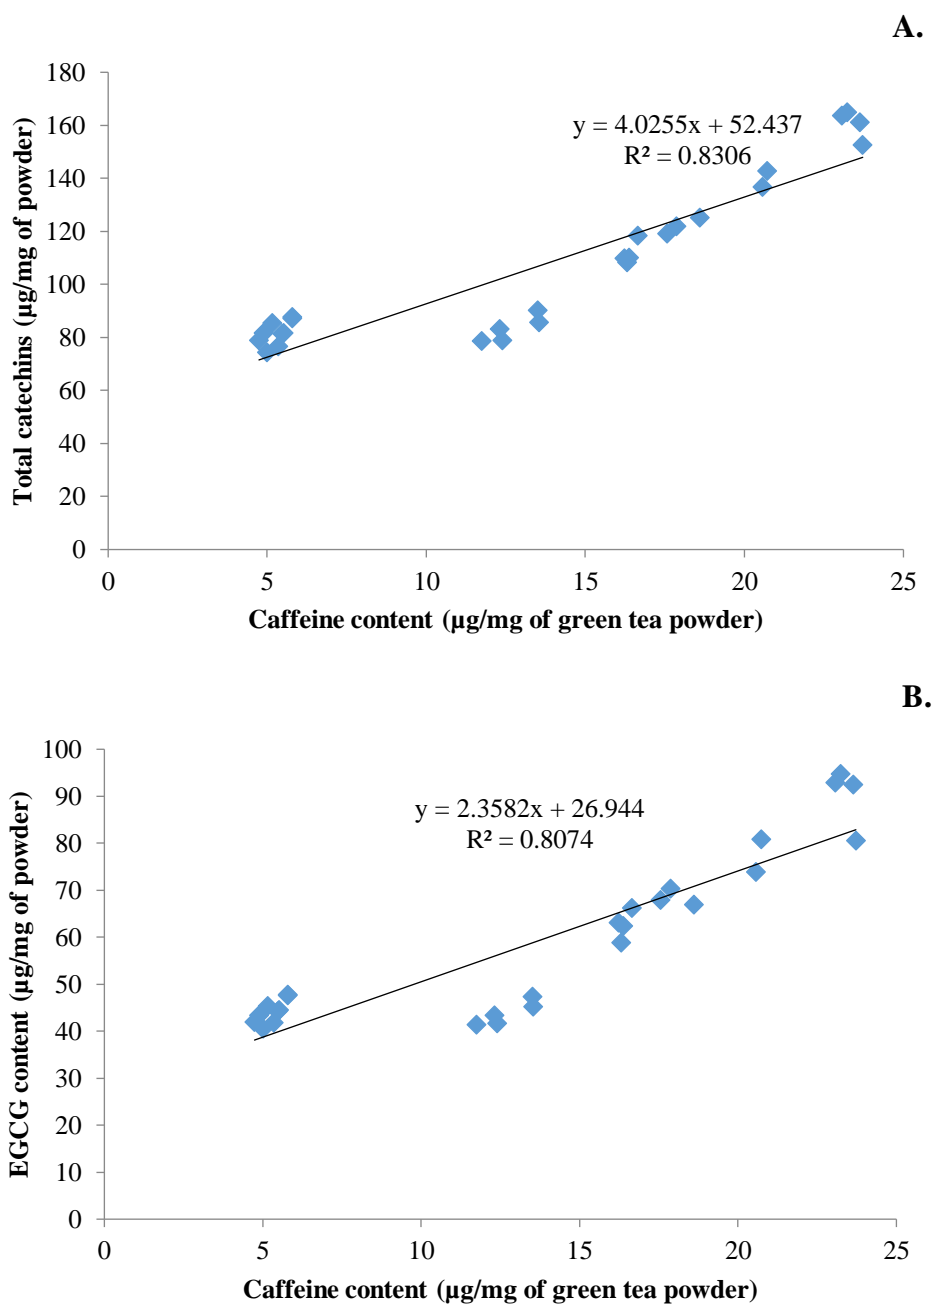 A.
180
160
140
120
100
80
60
40
20
0
Total catechins (µg/mg of powder)
y = 4.0255x + 52.437
R² = 0.8306
0 5 10 15 20 25
Caffeine content (µg/mg of green tea powder)
B.
100
90
80
70
60
50
40
30
20
10
0
EGCG content (µg/mg of powder)
y = 2.3582x + 26.944
R² = 0.8074
0 5 10 15 20 25
Caffeine content (µg/mg of green tea powder)